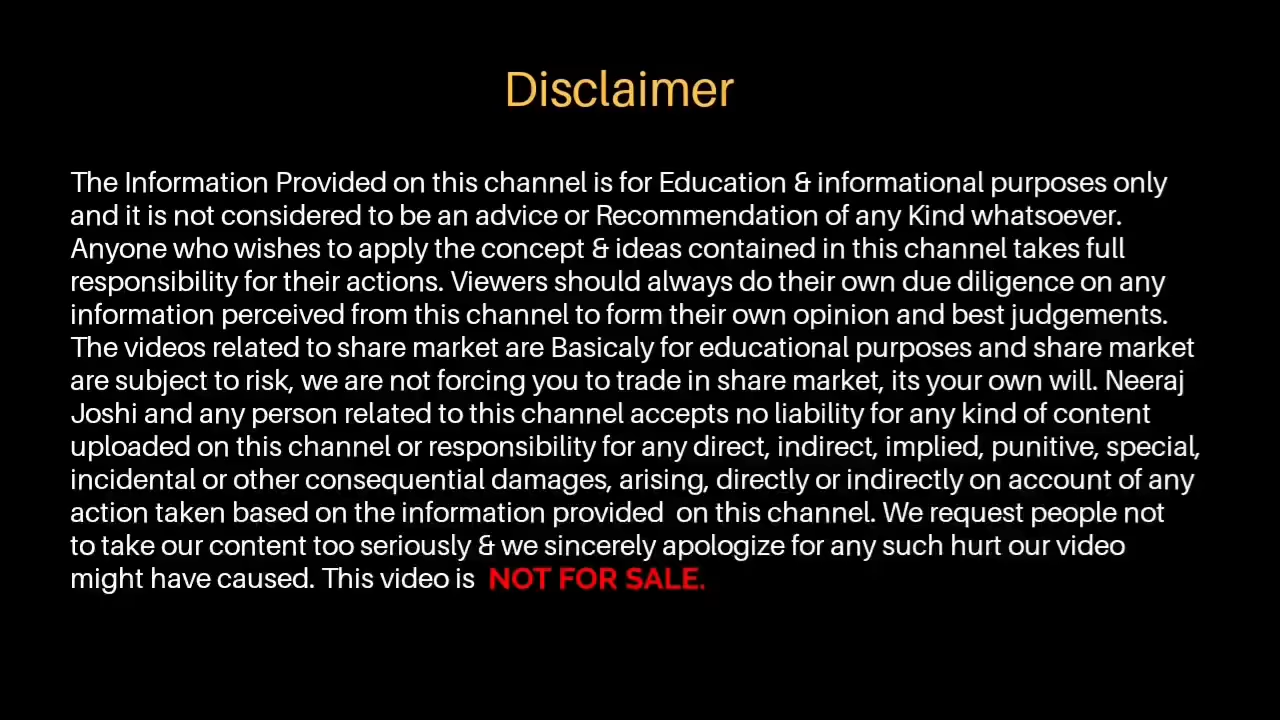 Disclaimer
The Information Provided on this channel is for Education & informational purposes only
and it is not considered to be an advice or Recommendation of any Kind whatsoever.
Anyone who wishes to apply the concept & ideas contained in this channel takes full
responsibility for their actions. Viewers should always do their own due diligence on any
information perceived from this channel to form their own opinion and best judgements.
The videos related to share market are Basicaly for educational purposes and share market
are subject to risk, we are not forcing you to trade in share market, its your own will. Neeraj
Joshi and any person related to this channel accepts no liability for any kind of content
uploaded on this channel or responsibility for any direct, indirect, implied, punitive, special,
incidental or other consequential damages, arising, directly or indirectly on account of any
action taken based on the information provided on this channel. We request people not
to take our content too seriously & we sincerely apologize for any such hurt our video
might have caused. This video is NOT FOR SALE.